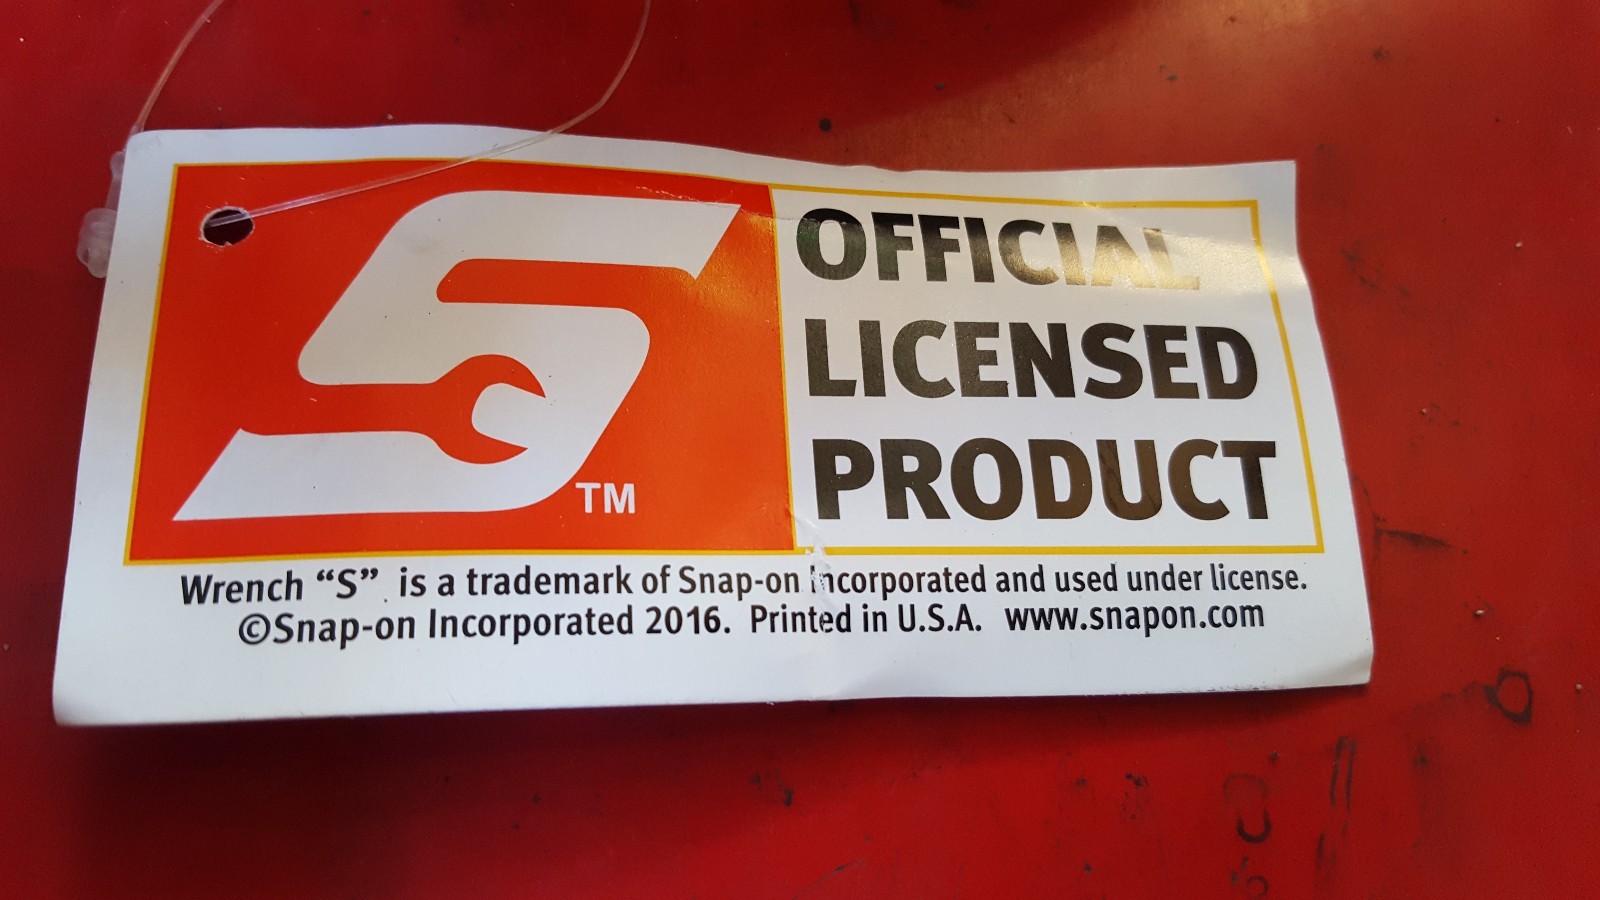 S TM
OFFICIAL
LICENSED
PRODUCT
Wrench “S” is a trademark of Snap-on Incorporated and used under license.
©Snap-on Incorporated 2016. Printed in U.S.A. www.snapon.com